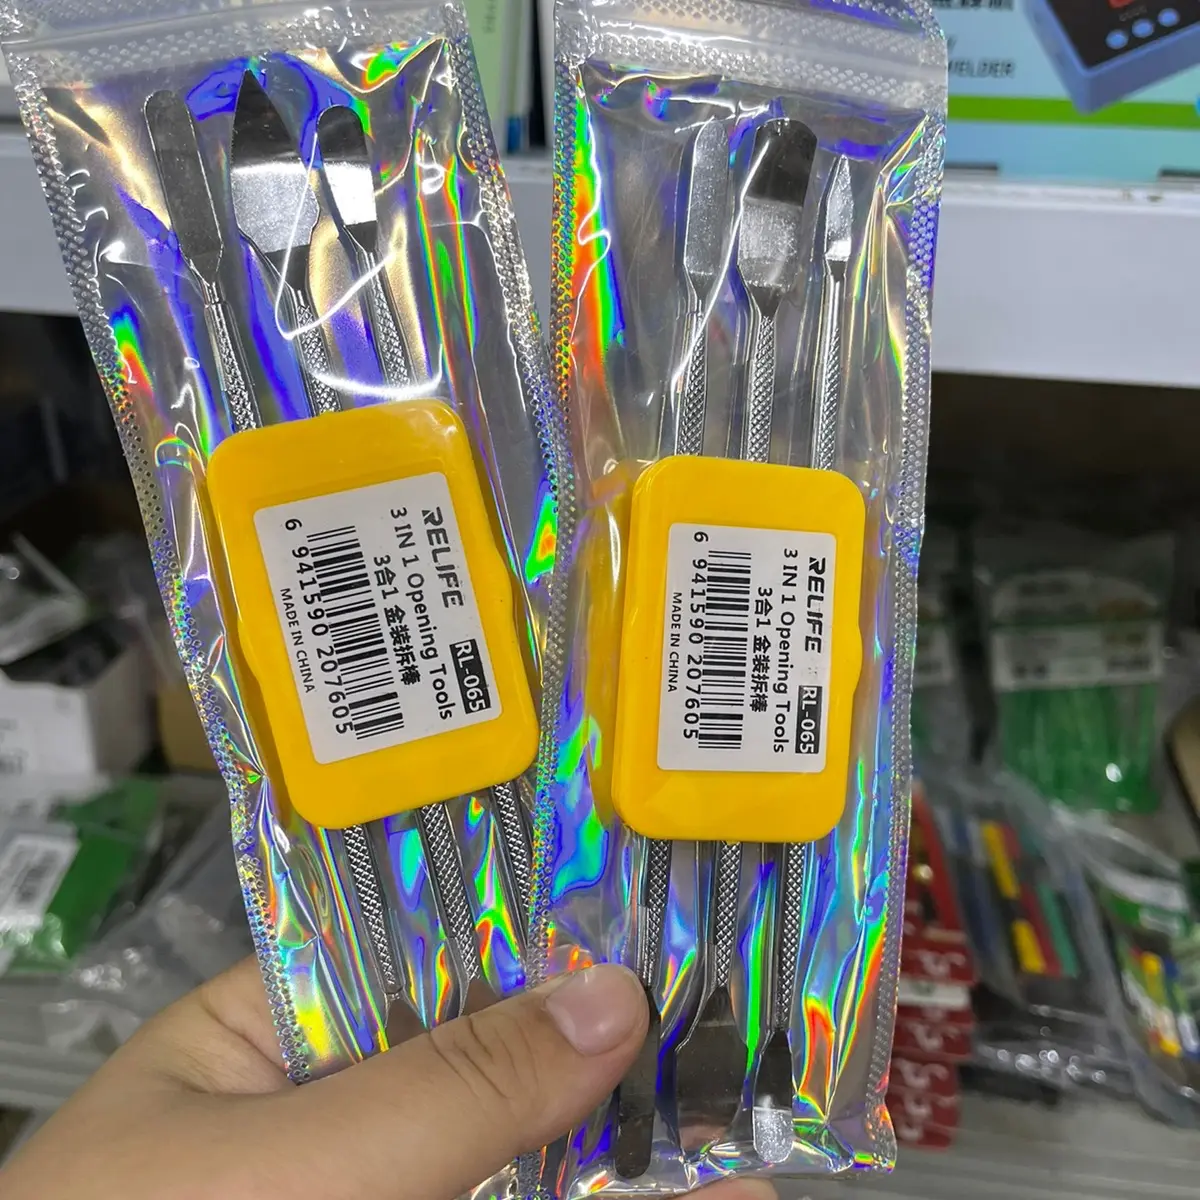 WELDER
RELIFE RL-065
3 IN 1 Opening Tools
3合1 金装拆棒
6 941590 207605
MADE IN CHINA
RELIFE RL-065
3 IN 1 Opening Tools
3合1 金装拆棒
6 941590 207605
MADE IN CHINA